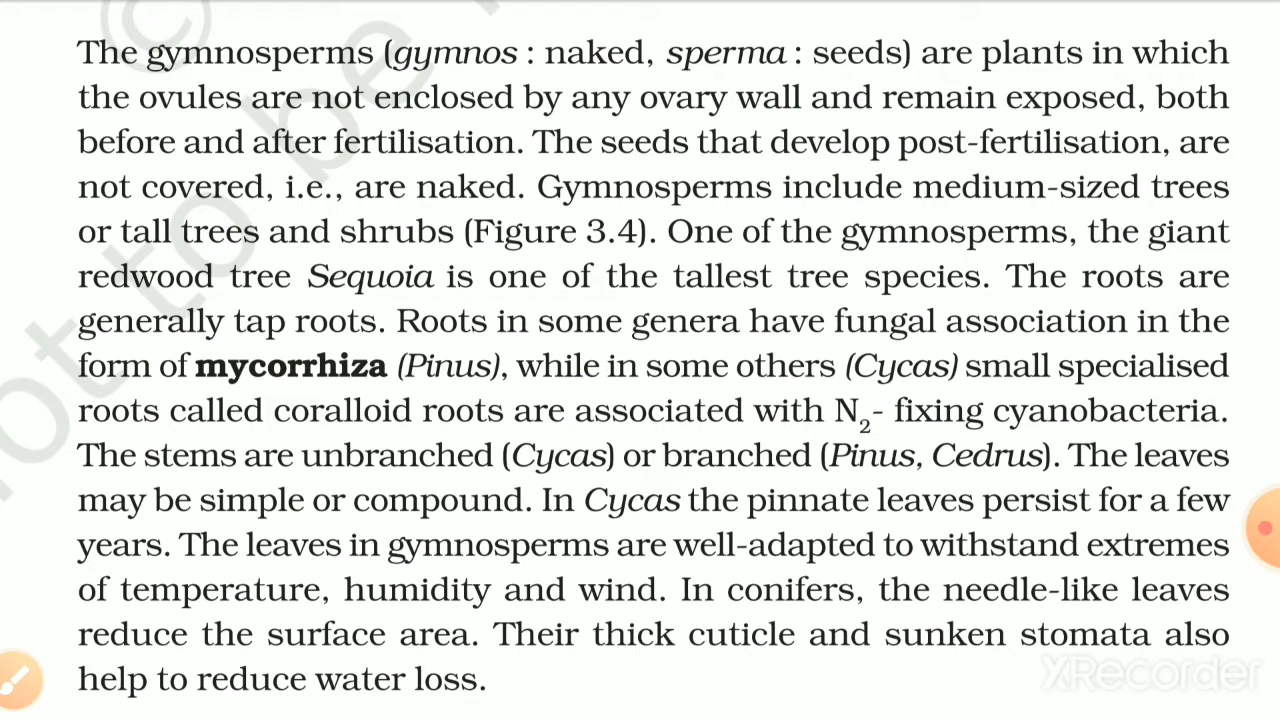 The gymnosperms (gymnos : naked, sperma : seeds) are plants in which
the ovules are not enclosed by any ovary wall and remain exposed, both
before and after fertilisation. The seeds that develop post-fertilisation, are
not covered, i.e., are naked. Gymnosperms include medium-sized trees
or tall trees and shrubs (Figure 3.4). One of the gymnosperms, the giant
redwood tree Sequoia is one of the tallest tree species. The roots are
generally tap roots. Roots in some genera have fungal association in the
form of mycorrhiza (Pinus), while in some others (Cycas) small specialised
roots called coralloid roots are associated with N₂- fixing cyanobacteria.
The stems are unbranched (Cycas) or branched (Pinus, Cedrus). The leaves
may be simple or compound. In Cycas the pinnate leaves persist for a few
years. The leaves in gymnosperms are well-adapted to withstand extremes
of temperature, humidity and wind. In conifers, the needle-like leaves
reduce the surface area. Their thick cuticle and sunken stomata also
help to reduce water loss.
©
not to be
XRecorder